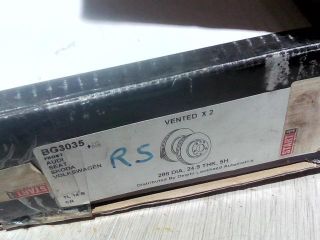 VENTED X 2
BG3035
FRONT
AUDI
SEAT
SKODA
VOLKSWAGEN
RS
DIA, 24.9 THK, 5H
Distributed By Delphi Lockheed Automotive